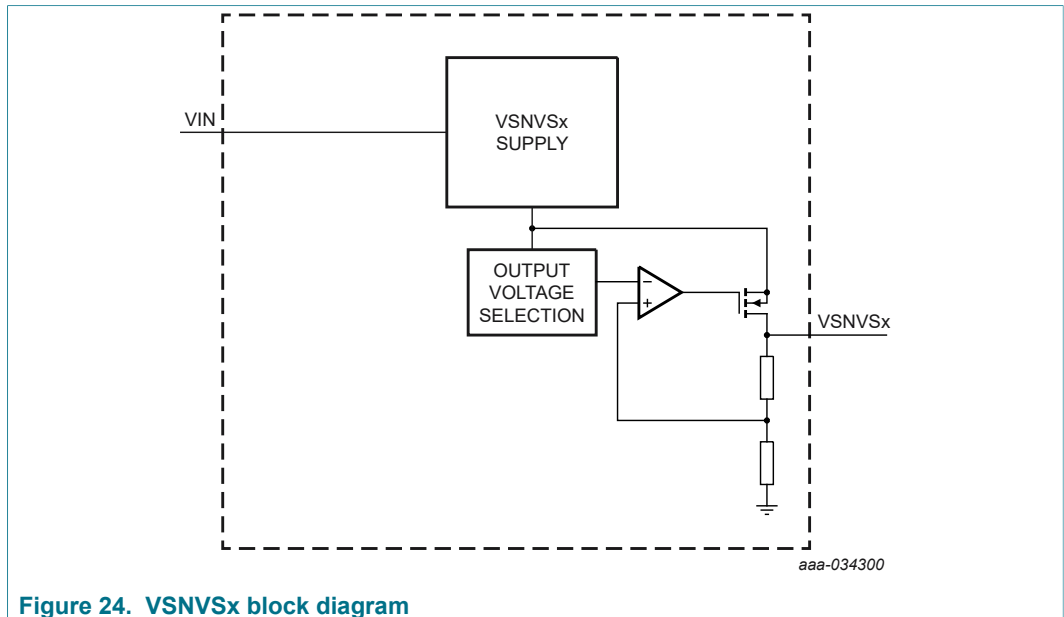 VIN
VSNVSx
SUPPLY
OUTPUT
VOLTAGE
SELECTION
−
+
VSNVSx
aaa-034300
Figure 24. VSNVSx block diagram